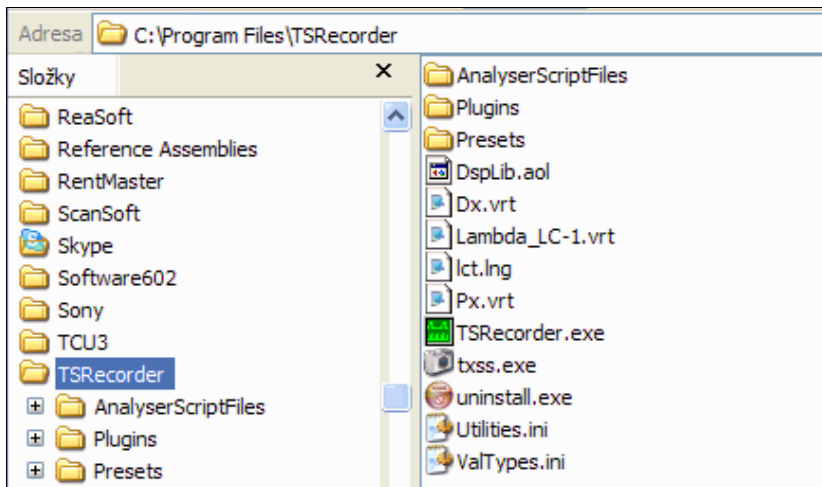 Adresa C:\Program Files\TSRecorder
Složky
ReaSoft
Reference Assemblies
RentMaster
ScanSoft
Skype
Software602
Sony
TCU3
TSRecorder
AnalyserScriptFiles
Plugins
Presets
AnalyserScriptFiles
Plugins
Presets
DspLib.aol
Dx.vrt
Lambda_LC-1.vrt
lct.lng
Px.vrt
TSRecorder.exe
txss.exe
uninstall.exe
Utilities.ini
ValTypes.ini